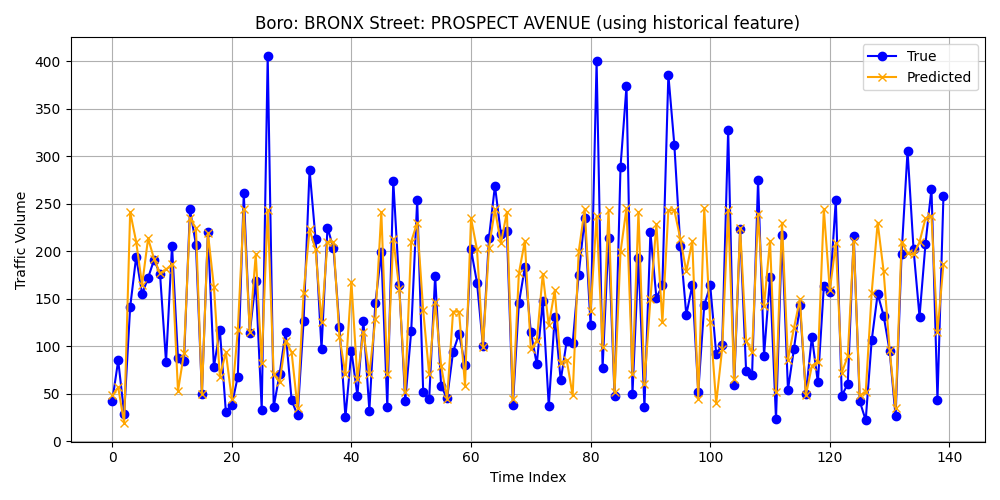 Boro: BRONX Street: PROSPECT AVENUE (using historical feature)
True
Predicted
Traffic Volume
400
350
300
250
200
150
100
50
0
0 20 40 60 80 100 120 140
Time Index